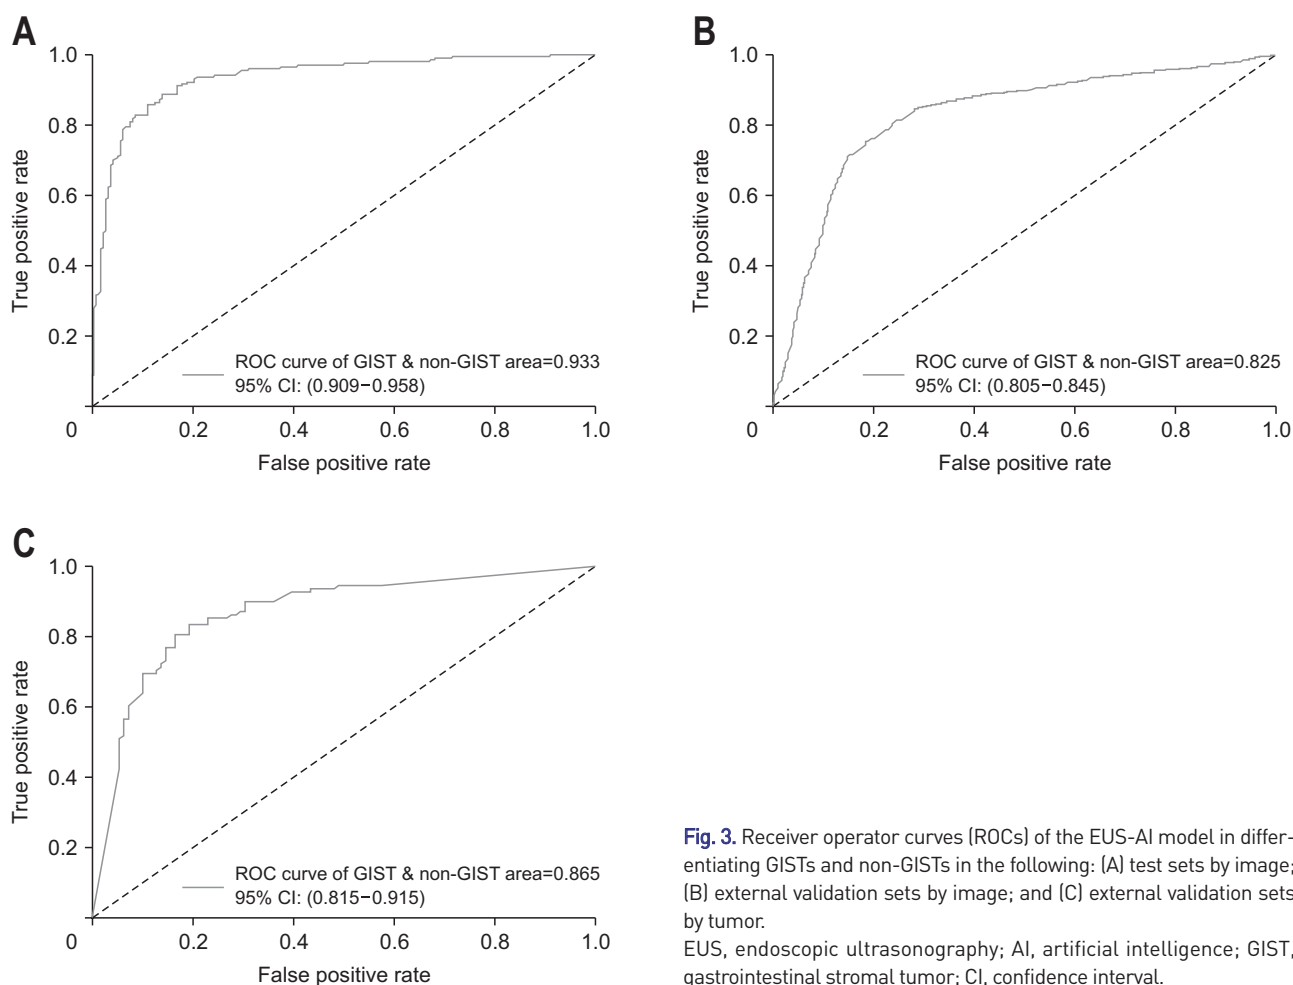 A
1.0
0.8
0.6
0.4
0.2
True positive rate
ROC curve of GIST & non-GIST area=0.933
95% CI: (0.909−0.958)
0 0.2 0.4 0.6 0.8 1.0
False positive rate
B
1.0
0.8
0.6
0.4
0.2
True positive rate
ROC curve of GIST & non-GIST area=0.825
95% CI: (0.805−0.845)
0 0.2 0.4 0.6 0.8 1.0
False positive rate
C
1.0
0.8
0.6
0.4
0.2
True positive rate
ROC curve of GIST & non-GIST area=0.865
95% CI: (0.815−0.915)
0 0.2 0.4 0.6 0.8 1.0
False positive rate
Fig. 3. Receiver operator curves (ROCs) of the EUS-AI model in differ-
entiating GISTs and non-GISTs in the following: (A) test sets by image;
(B) external validation sets by image; and (C) external validation sets
by tumor.
EUS, endoscopic ultrasonography; AI, artificial intelligence; GIST,
gastrointestinal stromal tumor; CI, confidence interval.